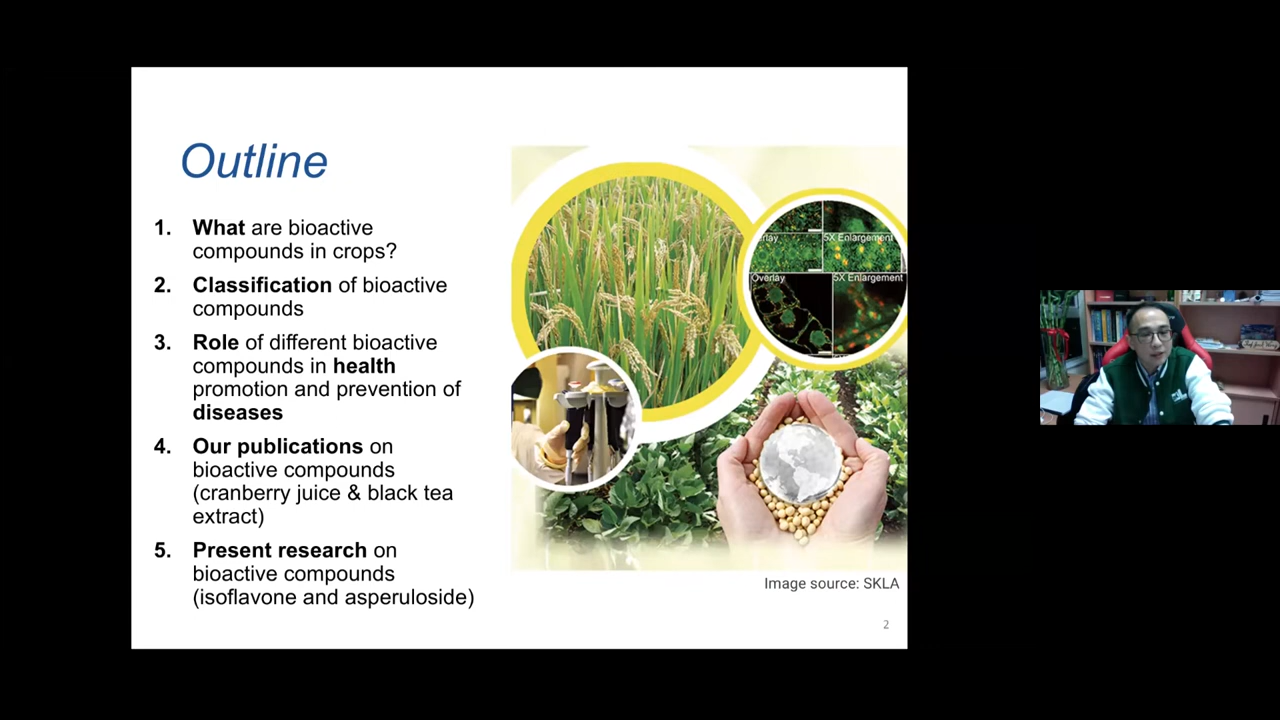 Outline
1. What are bioactive
compounds in crops?
2. Classification of bioactive
compounds
3. Role of different bioactive
compounds in health
promotion and prevention of
diseases
4. Our publications on
bioactive compounds
(cranberry juice & black tea
extract)
5. Present research on
bioactive compounds
(isoflavone and asperuloside)
5X Enlargement
Overlay
5X Enlargement
Image source: SKLA
2